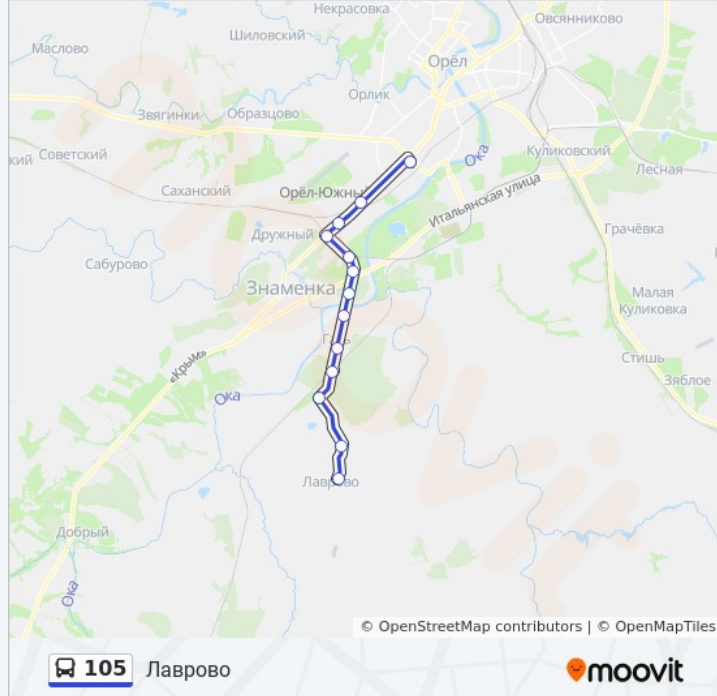 Некрасовка
Овсянниково
Шиловский
Маслово
Орёл
Орлик
Звягинки
Образцово
кий
Советский
Ока
Куликовский
Лесная
Саханский
Орёл-Южный
Итальянская улица
Дружный
Грачёвка
Сабурово
Знаменка
Малая
Куликовка
Стишь
«Крым»
Зяблое
Ока
Лаврово
Добрый
Ока
© OpenStreetMap contributors | © OpenMapTiles
105 Лаврово
moovit